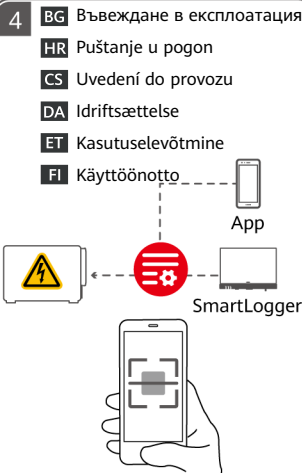 4
BG Въвеждане в експлоатация
HR Puštanje u pogon
CS Uvedení do provozu
DA Idriftsættelse
ET Kasutuselevõtmine
FI Käyttöönotto
App
SmartLogger